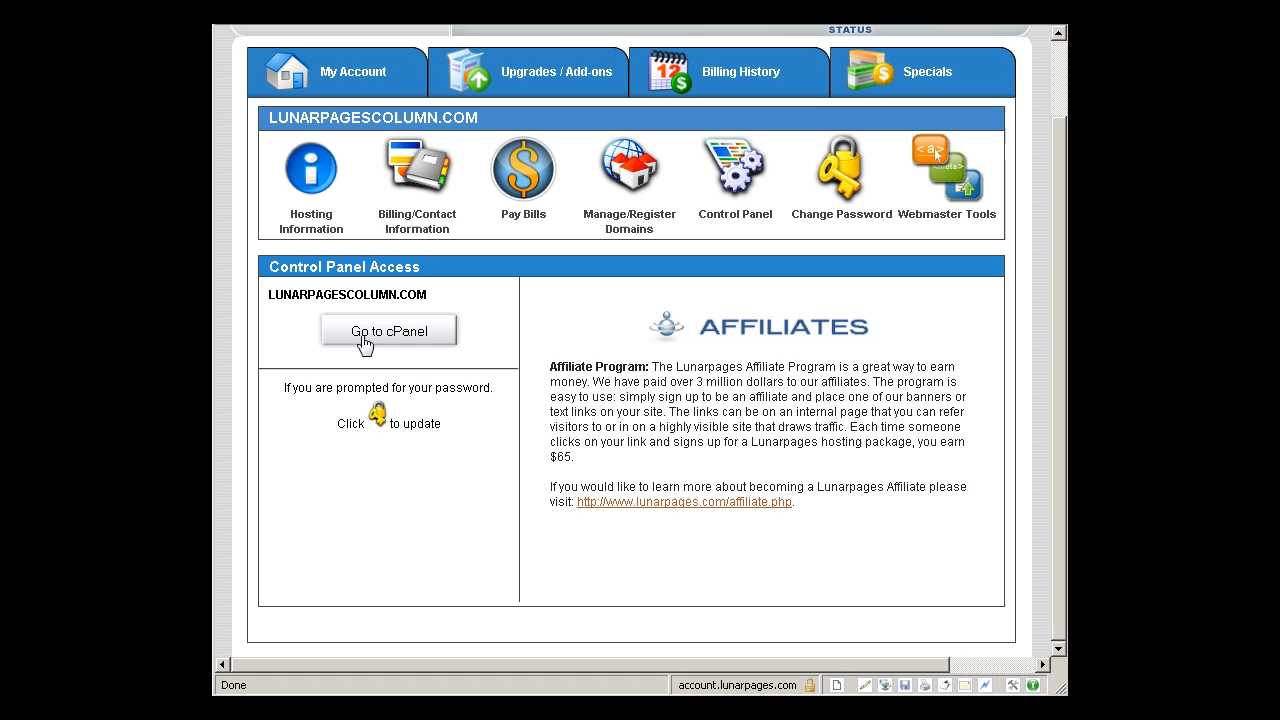 STATUS
My Account
Upgrades / Add-ons
Billing History
Specials
LUNARPAGESCOLUMN.COM
<a>
<meta>
12
Hosting
Information
Billing/Contact
Information
Pay Bills
Manage/Register
Domains
Control Panel
Change Password
Webmaster Tools
Control Panel Access
LUNARPAGESCOLUMN.COM
Go to cPanel
If you are prompted for your password.
Click to update
AFFILIATES
Affiliate Program: The Lunarpages Affiliate Program is a great way to earn
money. We have paid over 3 million dollars to our affiliates. The program is
easy to use: simply sign up to be an affiliate and place one of our banners or
text links on your site. The links can be on an internal page that you can refer
visitors to or in on a highly visible site that draws traffic. Each time someone
clicks on your link and signs up for a Lunarpages hosting package, you earn
$65.
If you would like to learn more about becoming a Lunarpages Affiliate please
visit: http://www.lunarpages.com/affiliate.php.
Done
account.lunarpages.com